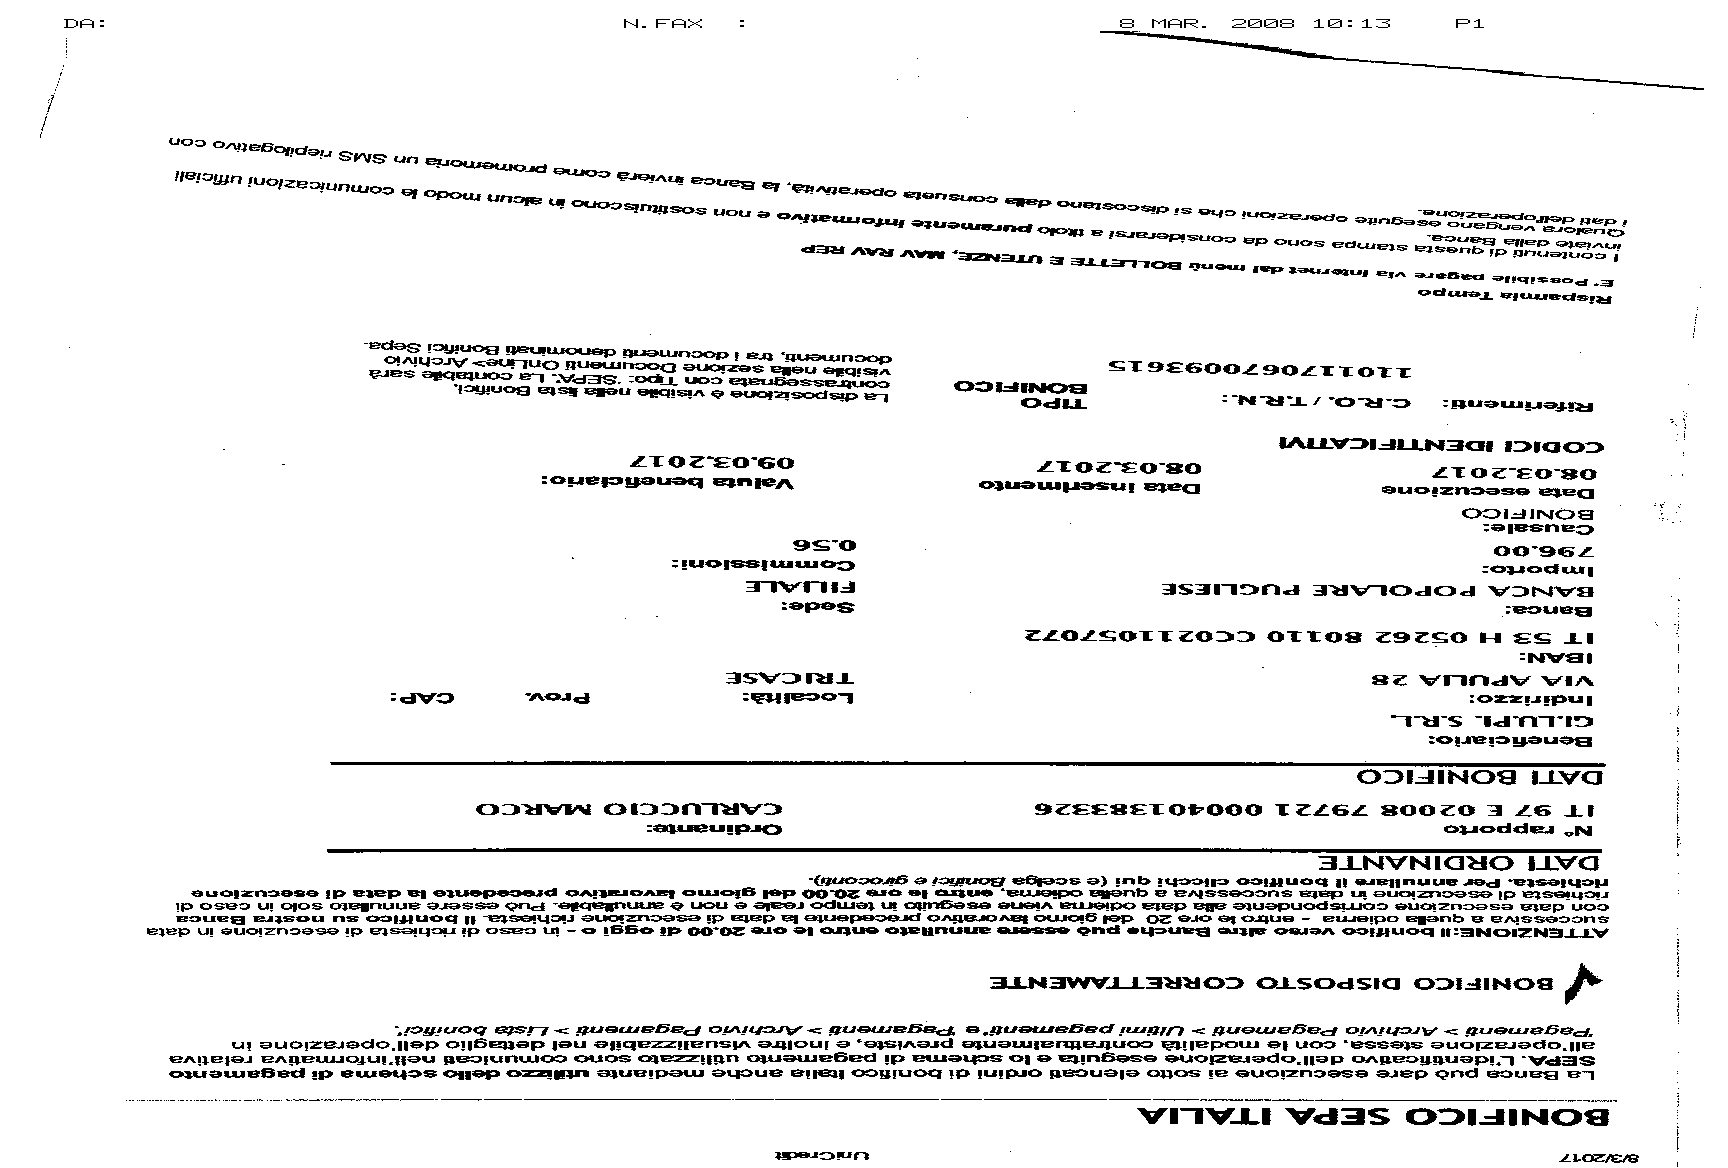 DA: N.FAX : 8 MAR. 2008 10:13 P1
8/3/2017 UniCredit
BONIFICO SEPA ITALIA
La Banca può dare esecuzione ai sotto elencati ordini di bonifico Italia anche mediante utilizzo dello schema di pagamento
SEPA. L'identificativo dell'operazione eseguita e lo schema di pagamento utilizzato sono comunicati nell'informativa relativa
all'operazione stessa, con le modalità contrattualmente previste, e inoltre visualizzabile nel dettaglio dell'operazione in
'Pagamenti > Archivio Pagamenti > Ultimi pagamenti' e 'Pagamenti > Archivio Pagamenti > Lista bonifici'.
BONIFICO DISPOSTO CORRETTAMENTE
ATTENZIONE:Il bonifico verso altre Banche può essere annullato entro le ore 20.00 di oggi o - in caso di richiesta di esecuzione in data
successiva a quella odierna - entro le ore 20 del giorno lavorativo precedente la data di esecuzione richiesta. Il bonifico su nostra Banca
con data esecuzione corrispondente alla data odierna viene eseguito in tempo reale e non è annullabile. Può essere annullato solo in caso di
richiesta di esecuzione in data successiva a quella odierna, entro le ore 20.00 del giorno lavorativo precedente la data di esecuzione
richiesta. Per annullare il bonifico clicchi qui (e scelga Bonifici e giroconti).
DATI ORDINANTE
N° rapporto Ordinante:
IT 97 E 02008 79721 000401383326 CARLUCCIO MARCO
DATI BONIFICO
Beneficiario:
GI.LU.PI. S.R.L.
Indirizzo: Località: Prov. CAP:
VIA APULIA 28 TRICASE
IBAN:
IT 53 H 05262 80110 CC0211057072
Banca: Sede:
BANCA POPOLARE PUGLIESE FILIALE
Importo: Commissioni:
796.00 0.56
Causale:
BONIFICO
Data esecuzione Data inserimento Valuta beneficiario:
08.03.2017 08.03.2017 09.03.2017
CODICI IDENTIFICATIVI
Riferimenti: C.R.O. / T.R.N.: TIPO BONIFICO La disposizione è visibile nella lista Bonifici,
1101170670093615 contrassegnata con Tipo: 'SEPA'. La contabile sarà
visibile nella sezione Documenti OnLine> Archivio
documenti, tra i documenti denominati Bonifici Sepa.
Risparmia Tempo
E' Possibile pagare via Internet dal menù BOLLETTE E UTENZE, MAV RAV REP
I contenuti di questa stampa sono da considerarsi a titolo puramente informativo e non sostituiscono in alcun modo le comunicazioni ufficiali
inviate dalla Banca.
Qualora vengano eseguite operazioni che si discostano dalla consueta operatività, la Banca invierà come promemoria un SMS riepilogativo con
i dati dell'operazione.